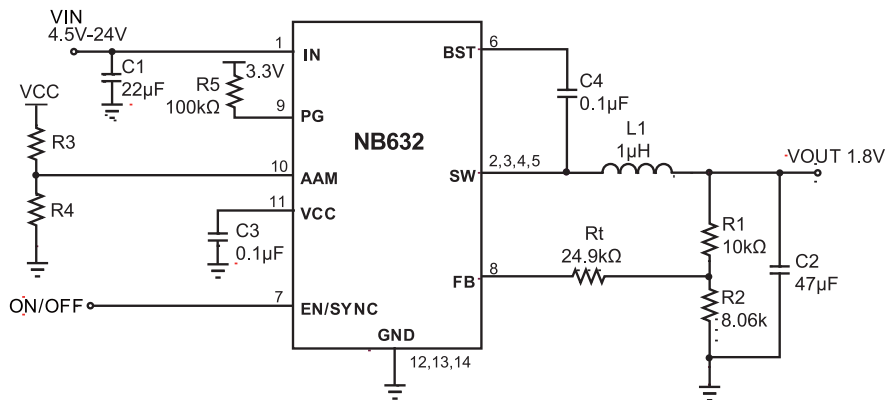 VIN
4.5V-24V
1
IN
C1
22µF
VCC
R3
R4
R5
100kΩ
3.3V
9
PG
10
AAM
11
VCC
C3
0.1µF
ON/OFF
7
EN/SYNC
NB632
GND
12,13,14
BST
6
C4
0.1µF
SW
2,3,4,5
L1
1µH
VOUT 1.8V
FB
8
Rt
24.9kΩ
R1
10kΩ
R2
8.06k
C2
47µF